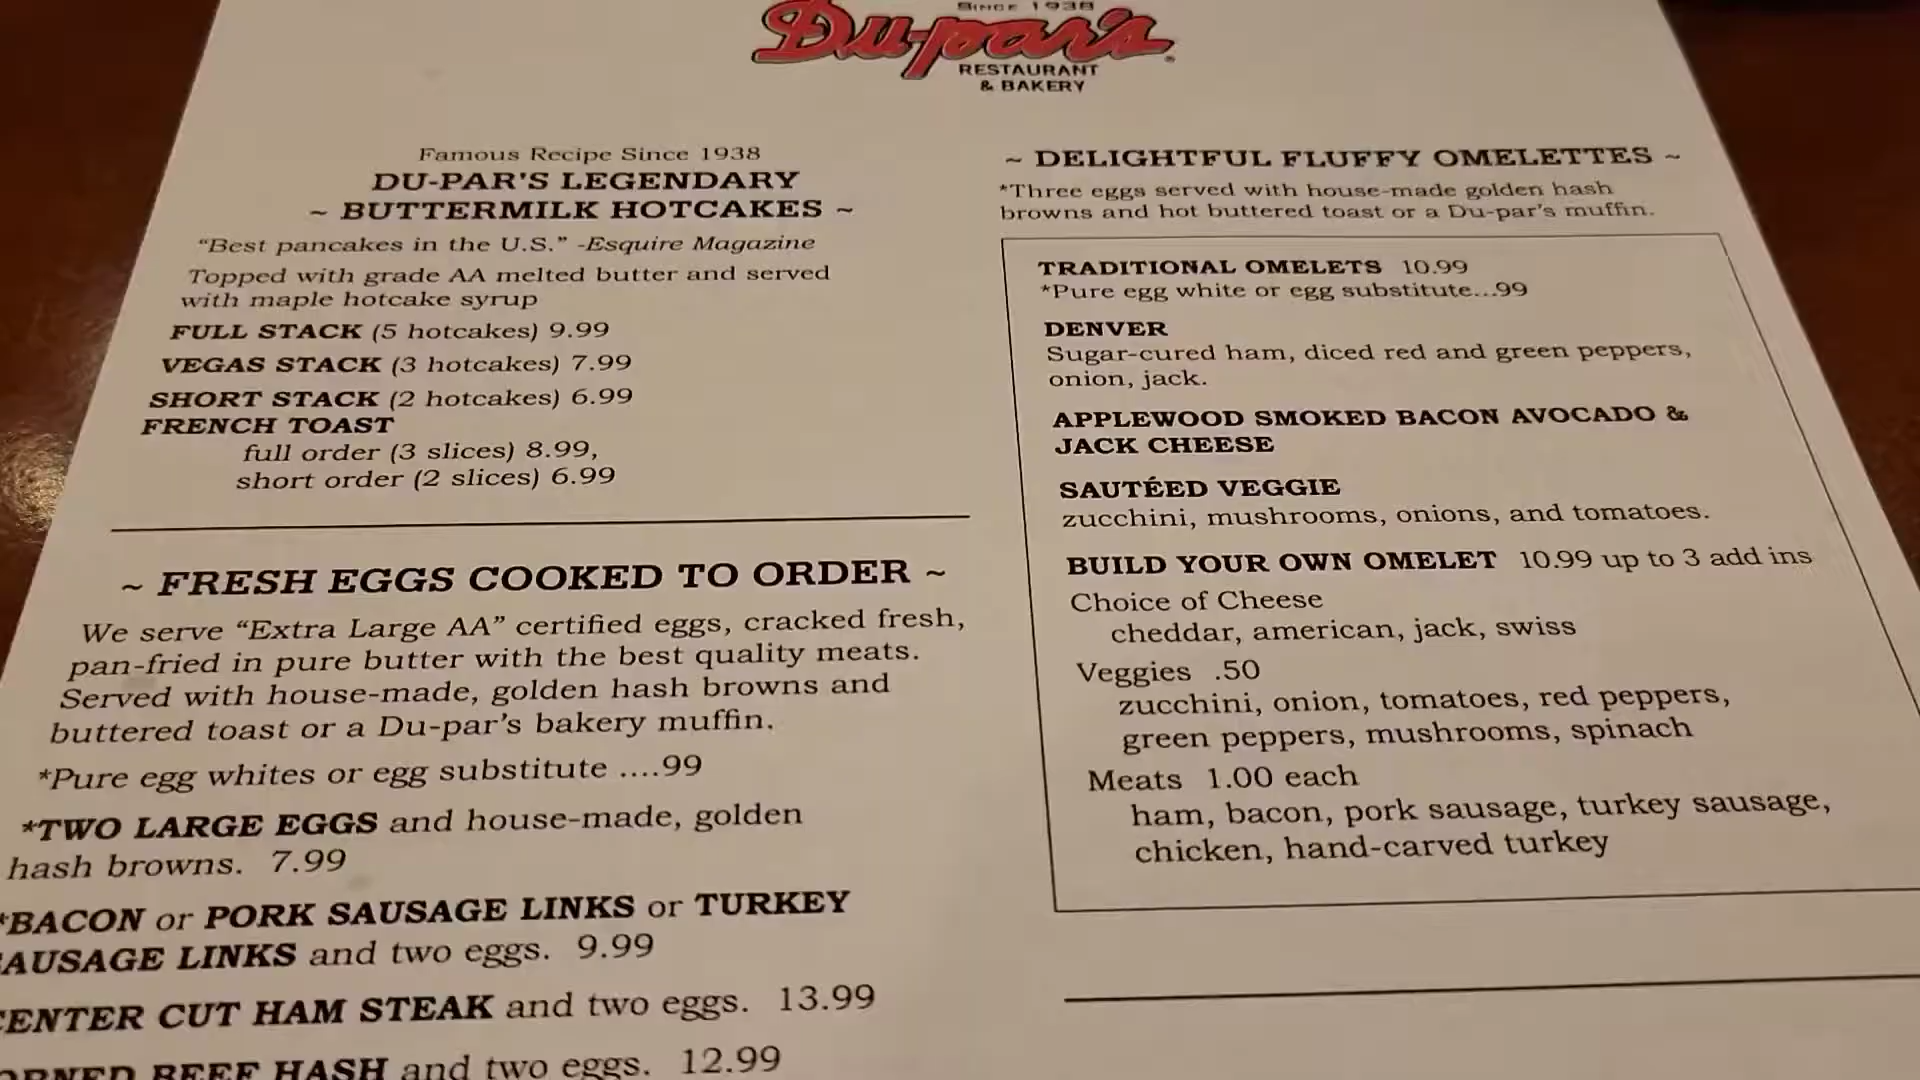 SINCE 1938
Du-par's
RESTAURANT
& BAKERY
Famous Recipe Since 1938
DU-PAR'S LEGENDARY
~ BUTTERMILK HOTCAKES ~
“Best pancakes in the U.S.” -Esquire Magazine
Topped with grade AA melted butter and served
with maple hotcake syrup
FULL STACK (5 hotcakes) 9.99
VEGAS STACK (3 hotcakes) 7.99
SHORT STACK (2 hotcakes) 6.99
FRENCH TOAST
full order (3 slices) 8.99,
short order (2 slices) 6.99
~ FRESH EGGS COOKED TO ORDER ~
We serve “Extra Large AA” certified eggs, cracked fresh,
pan-fried in pure butter with the best quality meats.
Served with house-made, golden hash browns and
buttered toast or a Du-par's bakery muffin.
*Pure egg whites or egg substitute ....99
*TWO LARGE EGGS and house-made, golden
hash browns. 7.99
*BACON or PORK SAUSAGE LINKS or TURKEY
SAUSAGE LINKS and two eggs. 9.99
CENTER CUT HAM STEAK and two eggs. 13.99
CORNED BEEF HASH and two eggs. 12.99
~ DELIGHTFUL FLUFFY OMELETTES ~
*Three eggs served with house-made golden hash
browns and hot buttered toast or a Du-par's muffin.
TRADITIONAL OMELETS 10.99
*Pure egg white or egg substitute...99
DENVER
Sugar-cured ham, diced red and green peppers,
onion, jack.
APPLEWOOD SMOKED BACON AVOCADO &
JACK CHEESE
SAUTÉED VEGGIE
zucchini, mushrooms, onions, and tomatoes.
BUILD YOUR OWN OMELET 10.99 up to 3 add ins
Choice of Cheese
cheddar, american, jack, swiss
Veggies .50
zucchini, onion, tomatoes, red peppers,
green peppers, mushrooms, spinach
Meats 1.00 each
ham, bacon, pork sausage, turkey sausage,
chicken, hand-carved turkey